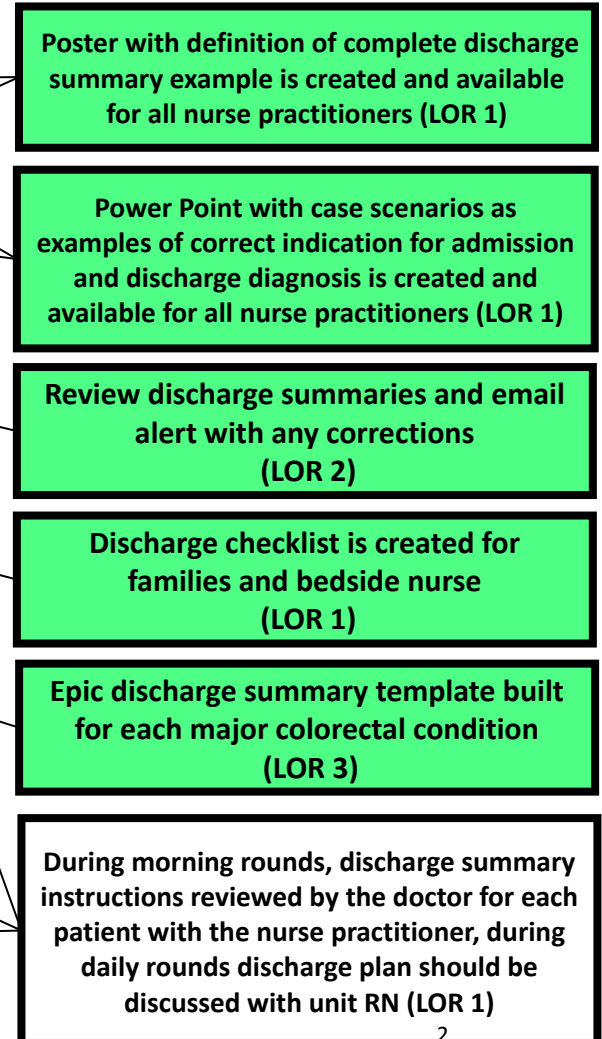 Poster with definition of complete discharge
summary example is created and available
for all nurse practitioners (LOR 1)
Power Point with case scenarios as
examples of correct indication for admission
and discharge diagnosis is created and
available for all nurse practitioners (LOR 1)
Review discharge summaries and email
alert with any corrections
(LOR 2)
Discharge checklist is created for
families and bedside nurse
(LOR 1)
Epic discharge summary template built
for each major colorectal condition
(LOR 3)
During morning rounds, discharge summary
instructions reviewed by the doctor for each
patient with the nurse practitioner, during
daily rounds discharge plan should be
discussed with unit RN (LOR 1)
2